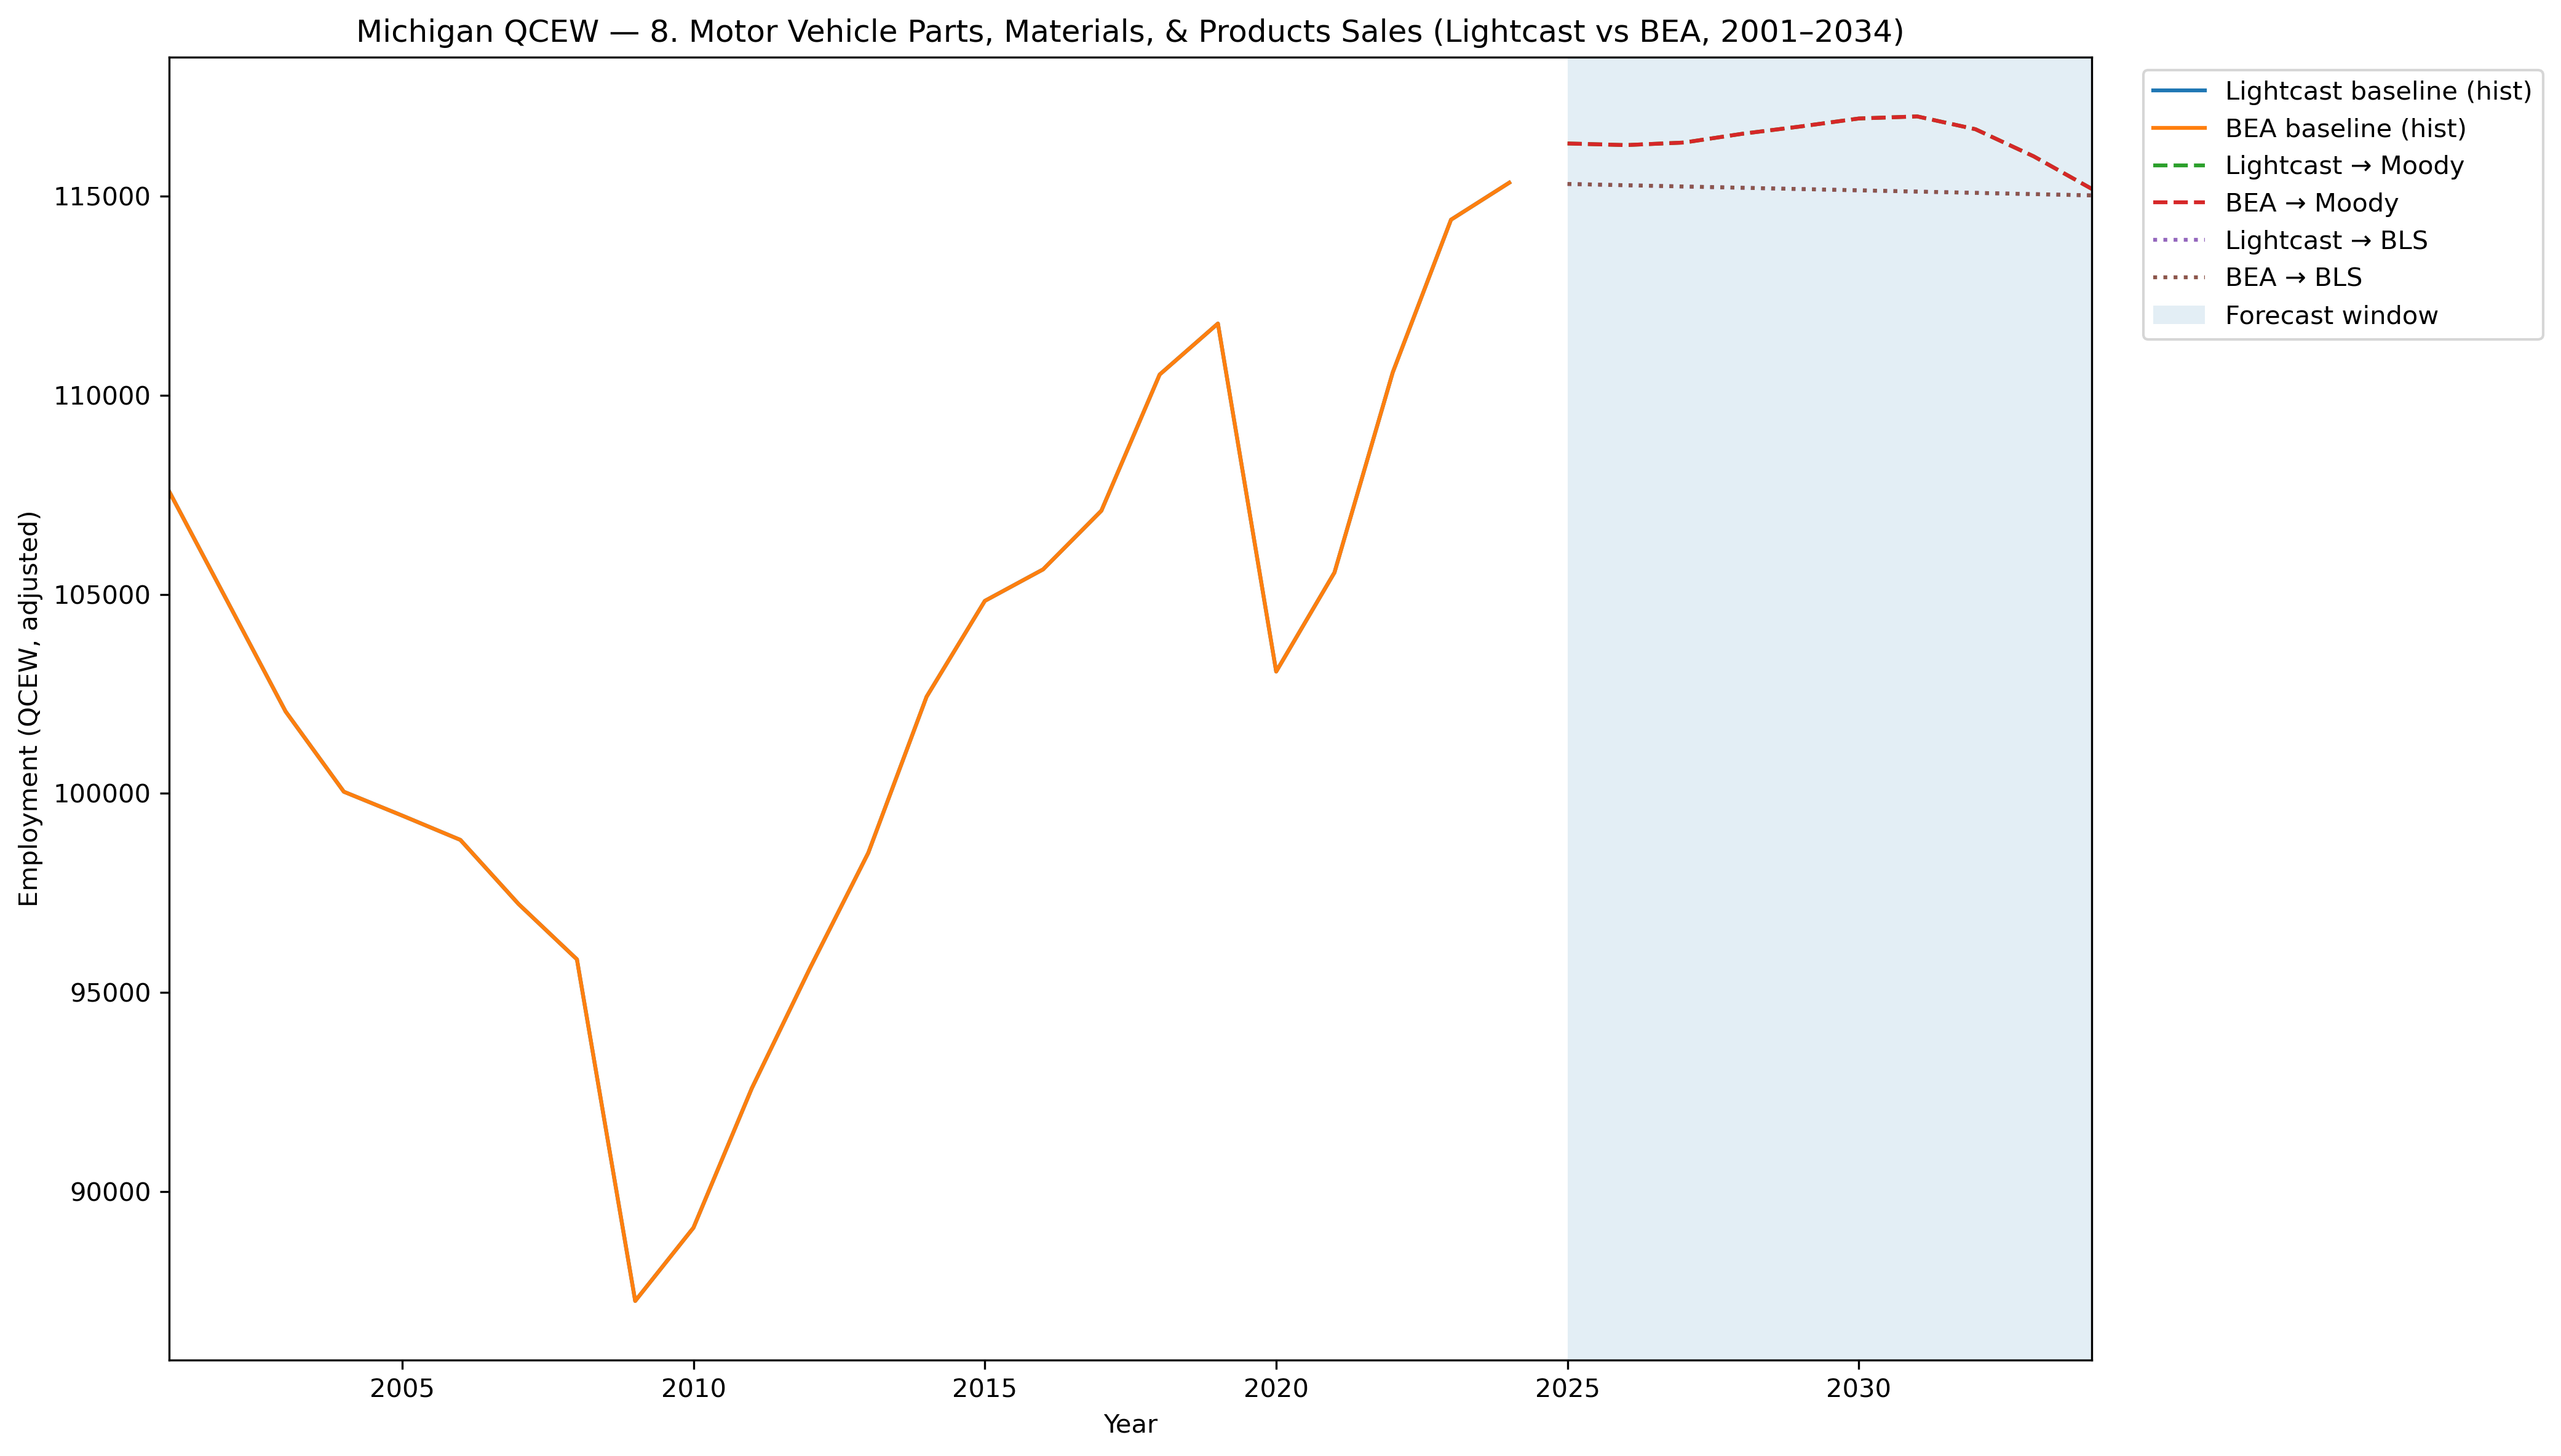 Michigan QCEW — 8. Motor Vehicle Parts, Materials, & Products Sales (Lightcast vs BEA, 2001–2034)
Lightcast baseline (hist)
BEA baseline (hist)
Lightcast → Moody
BEA → Moody
Lightcast → BLS
BEA → BLS
Forecast window
Employment (QCEW, adjusted)
115000
110000
105000
100000
95000
90000
2005
2010
2015
2020
2025
2030
Year